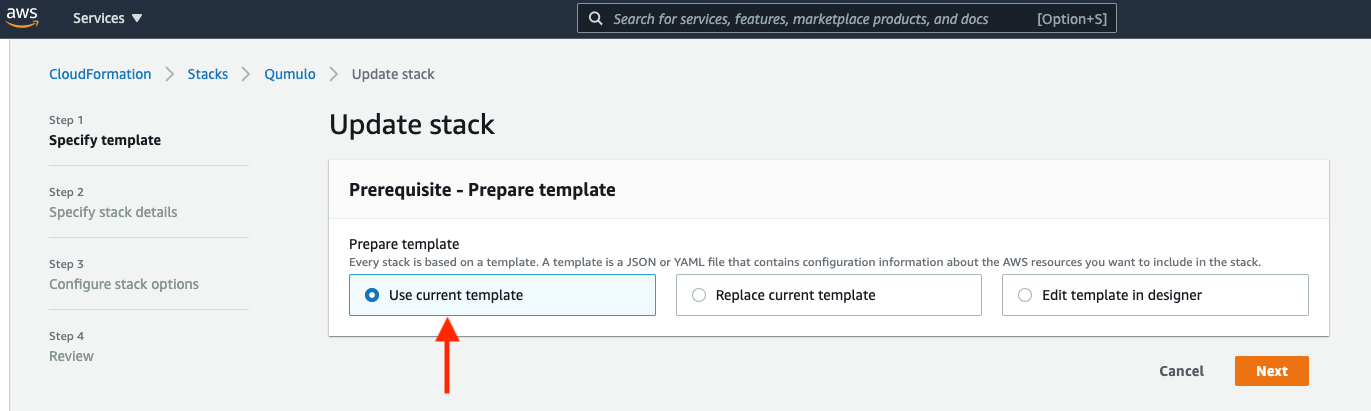 aws Services ▼ Search for services, features, marketplace products, and docs [Option+S]
CloudFormation > Stacks > Qumulo > Update stack
Step 1
Specify template
Step 2
Specify stack details
Step 3
Configure stack options
Step 4
Review
Update stack
Prerequisite - Prepare template
Prepare template
Every stack is based on a template. A template is a JSON or YAML file that contains configuration information about the AWS resources you want to include in the stack.
Use current template Replace current template Edit template in designer
Cancel Next